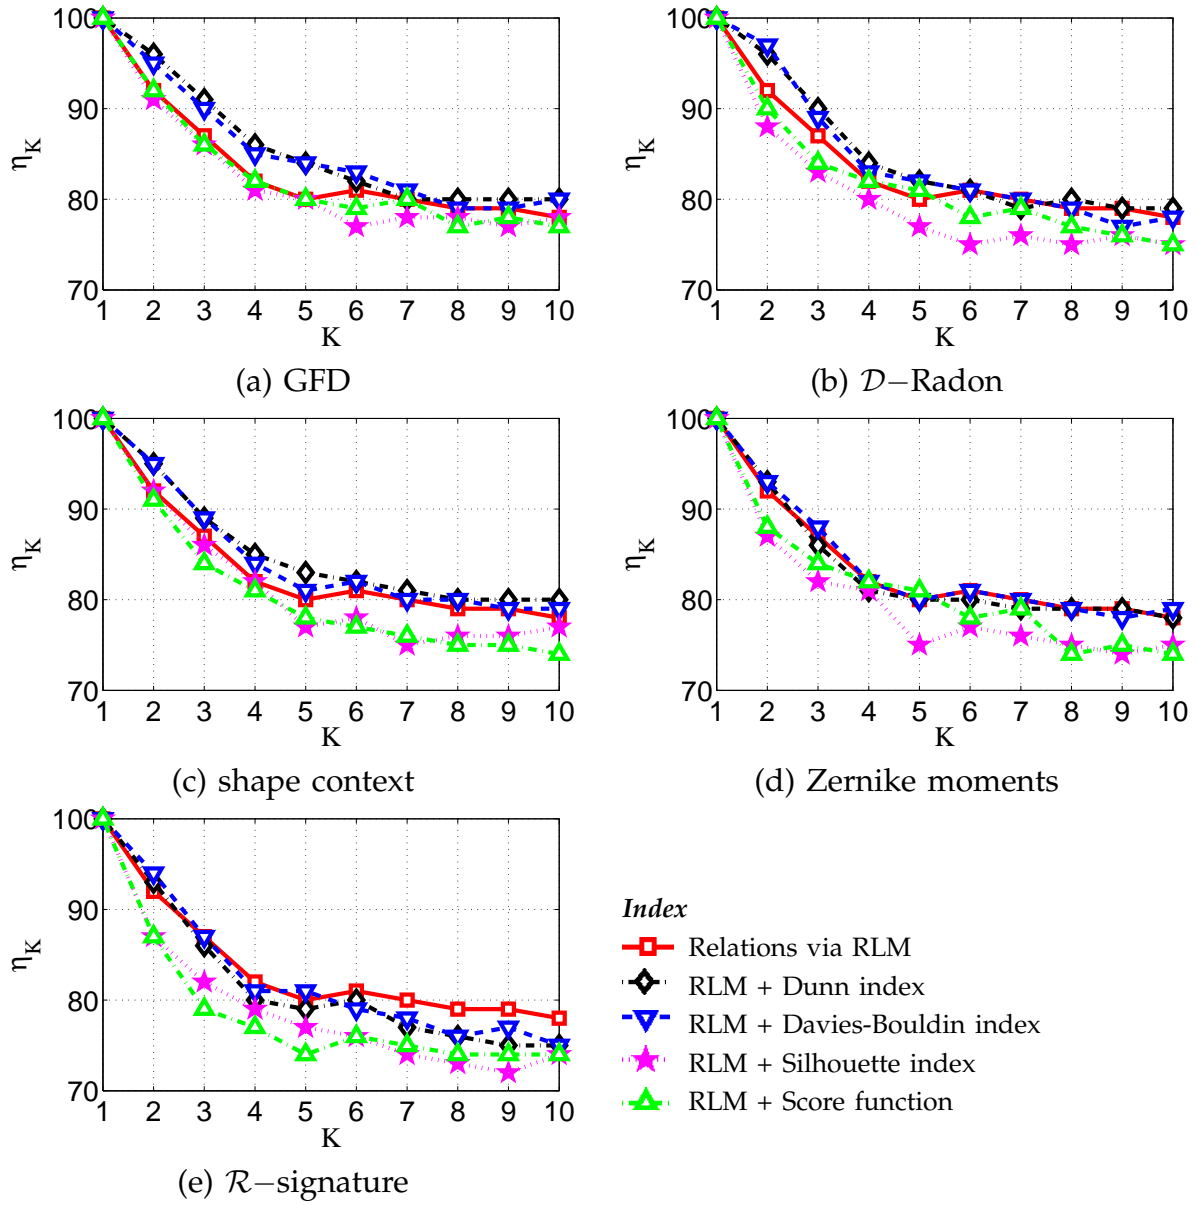 100
90
80
70
η_K
1 2 3 4 5 6 7 8 9 10
K
(a) GFD
100
90
80
70
η_K
1 2 3 4 5 6 7 8 9 10
K
(b) 𝒟−Radon
100
90
80
70
η_K
1 2 3 4 5 6 7 8 9 10
K
(c) shape context
100
90
80
70
η_K
1 2 3 4 5 6 7 8 9 10
K
(d) Zernike moments
100
90
80
70
η_K
1 2 3 4 5 6 7 8 9 10
K
(e) ℛ−signature
Index
Relations via RLM
RLM + Dunn index
RLM + Davies-Bouldin index
RLM + Silhouette index
RLM + Score function